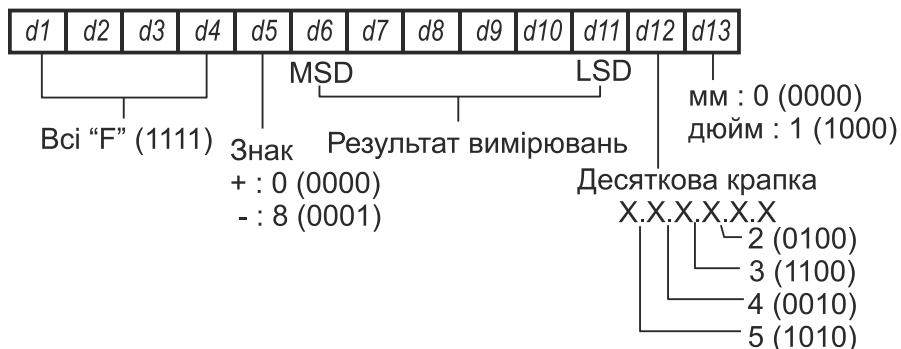 d1 d2 d3 d4 d5 d6 d7 d8 d9 d10 d11 d12 d13
MSD LSD
Всі “F” (1111)
Знак
+ : 0 (0000)
- : 8 (0001)
Результат вимірювань
мм : 0 (0000)
дюйм : 1 (1000)
Десяткова крапка
X.X.X.X.X.X
2 (0100)
3 (1100)
4 (0010)
5 (1010)